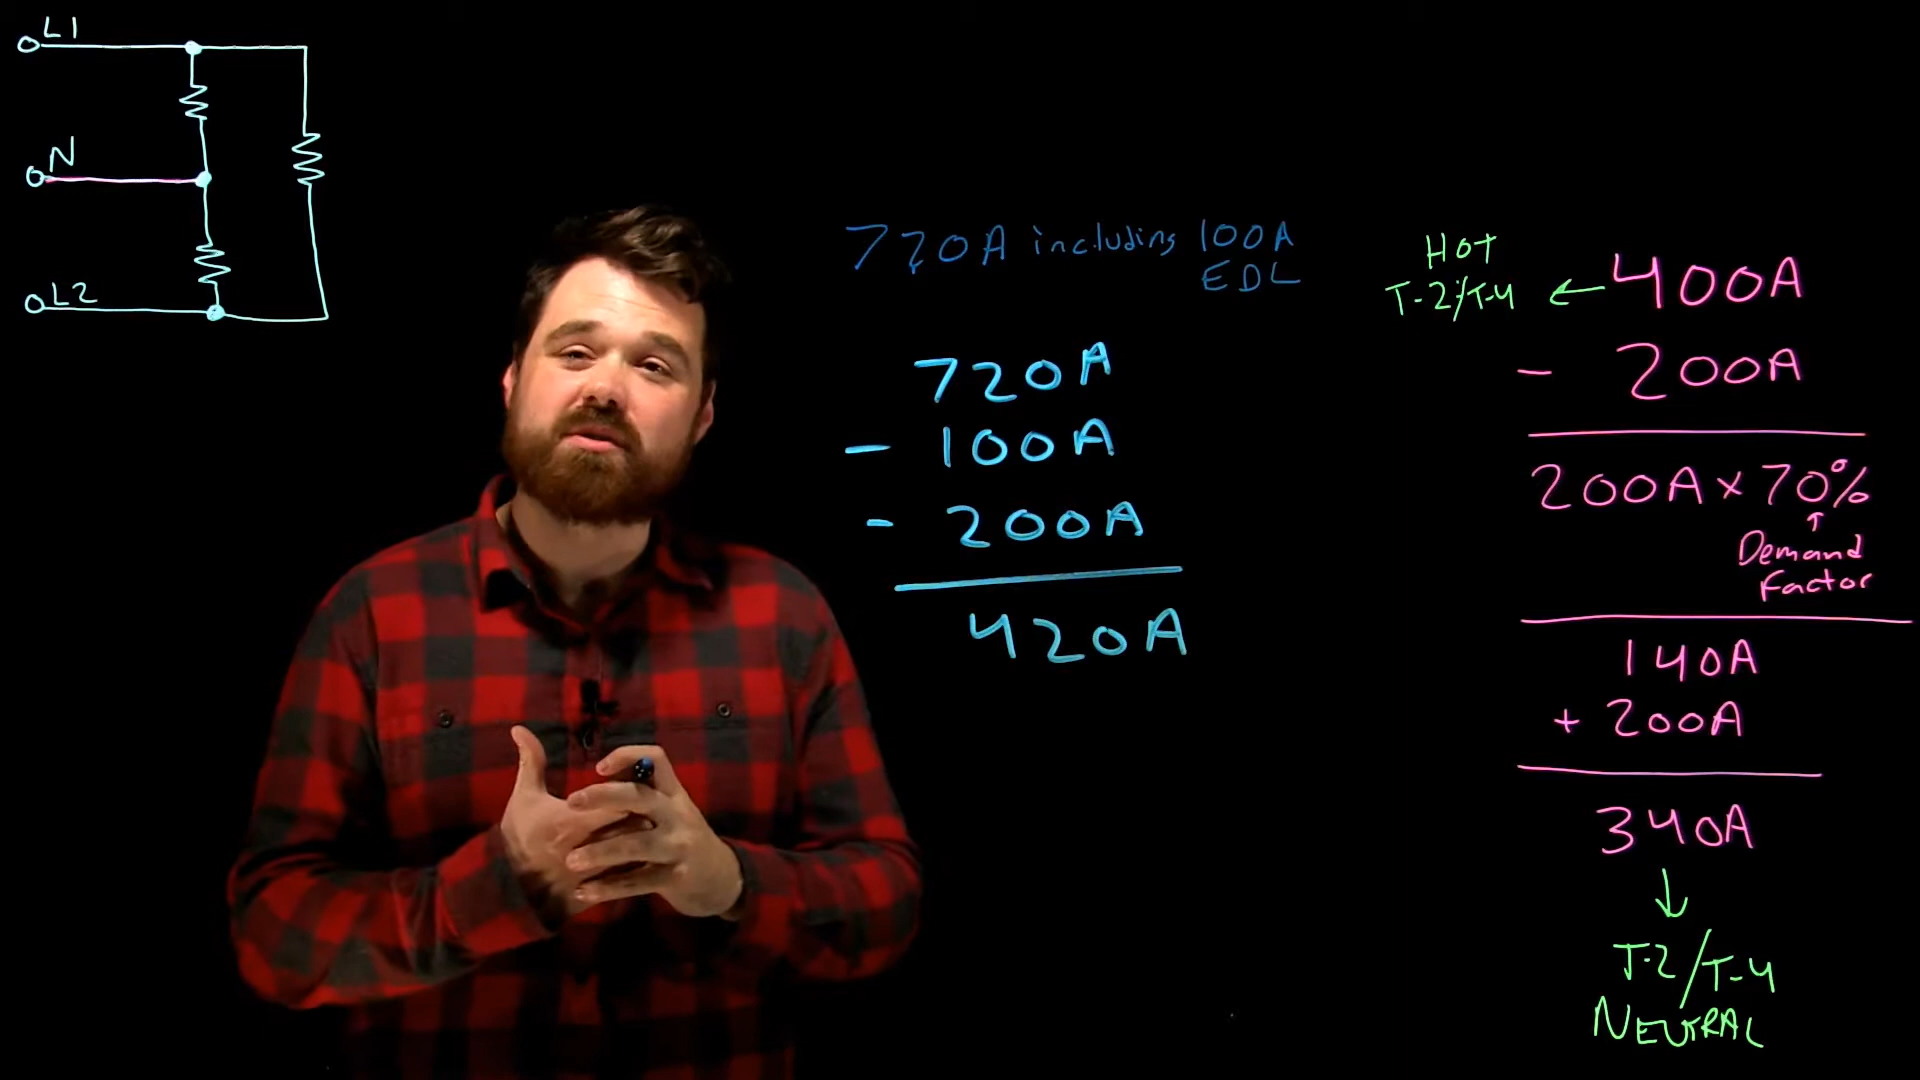 L1
N
L2
720A including 100A
EDL
720A
- 100A
- 200A
420A
Hot
T-2/T-4 ← 400A
- 200A
200A x 70%
↑
Demand
Factor
140A
+ 200A
340A
↓
T-2/T-4
NEUTRAL